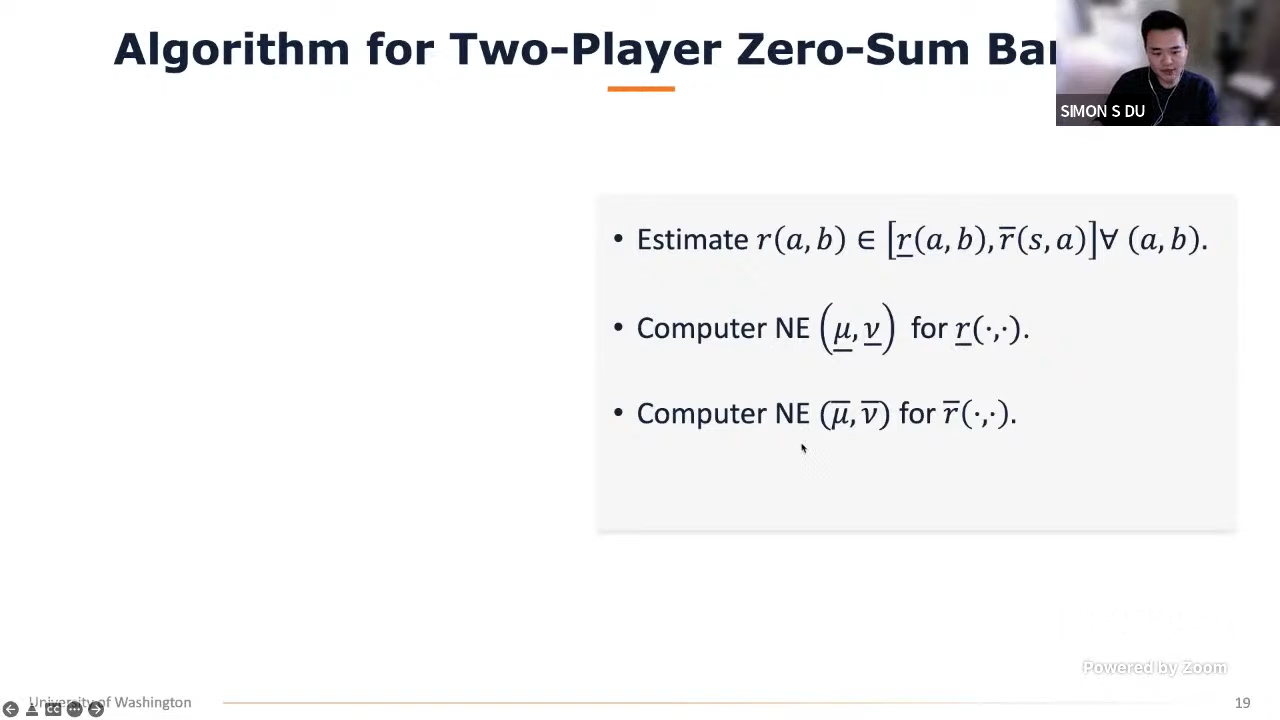 Algorithm for Two-Player Zero-Sum Ba
SIMON S DU
• Estimate r(a, b) ∈ [r̲(a, b), r̅(s, a)]∀ (a, b).
• Computer NE (μ̲, ν̲) for r̲(·,·).
• Computer NE (μ̅, ν̅) for r̅(·,·).
Powered by Zoom
University of Washington
19